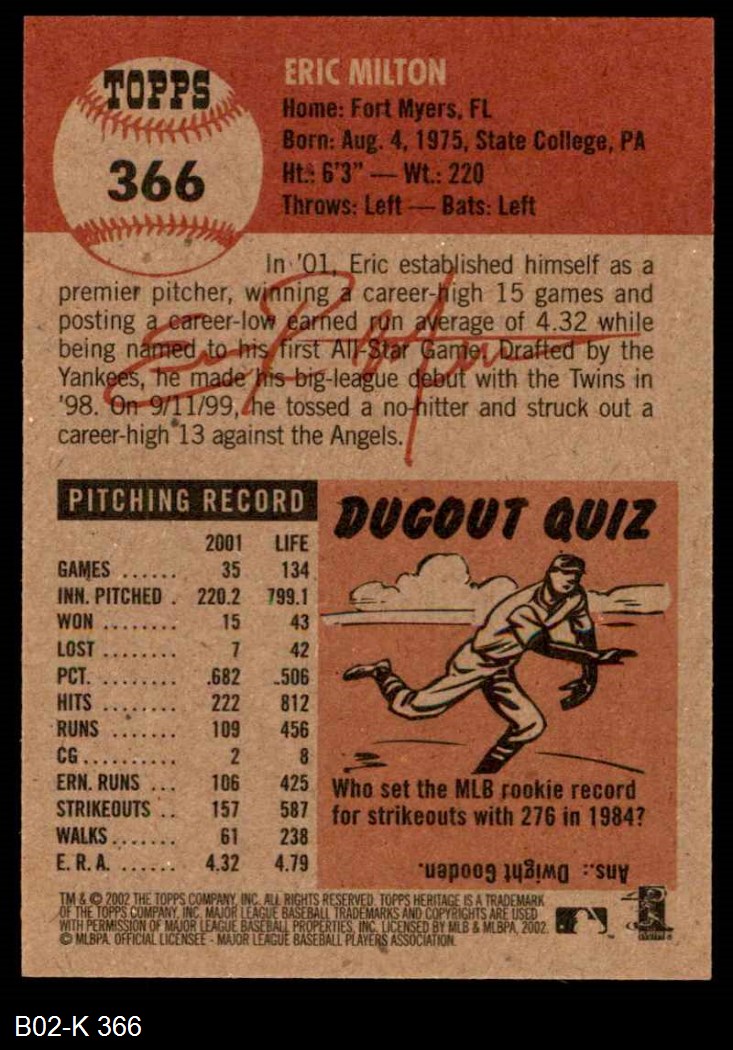 TOPPS
366
ERIC MILTON
Home: Fort Myers, FL
Born: Aug. 4, 1975, State College, PA
Ht.: 6'3" — Wt.: 220
Throws: Left — Bats: Left
In '01, Eric established himself as a
premier pitcher, winning a career-high 15 games and
posting a career-low earned run average of 4.32 while
being named to his first All-Star Game. Drafted by the
Yankees, he made his big-league debut with the Twins in
'98. On 9/11/99, he tossed a no-hitter and struck out a
career-high 13 against the Angels.
PITCHING RECORD
2001 LIFE
GAMES ...... 35 134
INN. PITCHED . 220.2 799.1
WON ........ 15 43
LOST ........ 7 42
PCT. ........ .682 .506
HITS ........ 222 812
RUNS ....... 109 456
CG .......... 2 8
ERN. RUNS ... 106 425
STRIKEOUTS .. 157 587
WALKS ....... 61 238
E. R. A. ...... 4.32 4.79
DUGOUT QUIZ
Who set the MLB rookie record
for strikeouts with 276 in 1984?
Ans.: Dwight Gooden.
TM & © 2002 THE TOPPS COMPANY, INC. ALL RIGHTS RESERVED. TOPPS HERITAGE IS A TRADEMARK
OF THE TOPPS COMPANY, INC. MAJOR LEAGUE BASEBALL TRADEMARKS AND COPYRIGHTS ARE USED
WITH PERMISSION OF MAJOR LEAGUE BASEBALL PROPERTIES, INC. LICENSED BY MLB & MLBPA, 2002.
© MLBPA. OFFICIAL LICENSEE - MAJOR LEAGUE BASEBALL PLAYERS ASSOCIATION.
B02-K 366